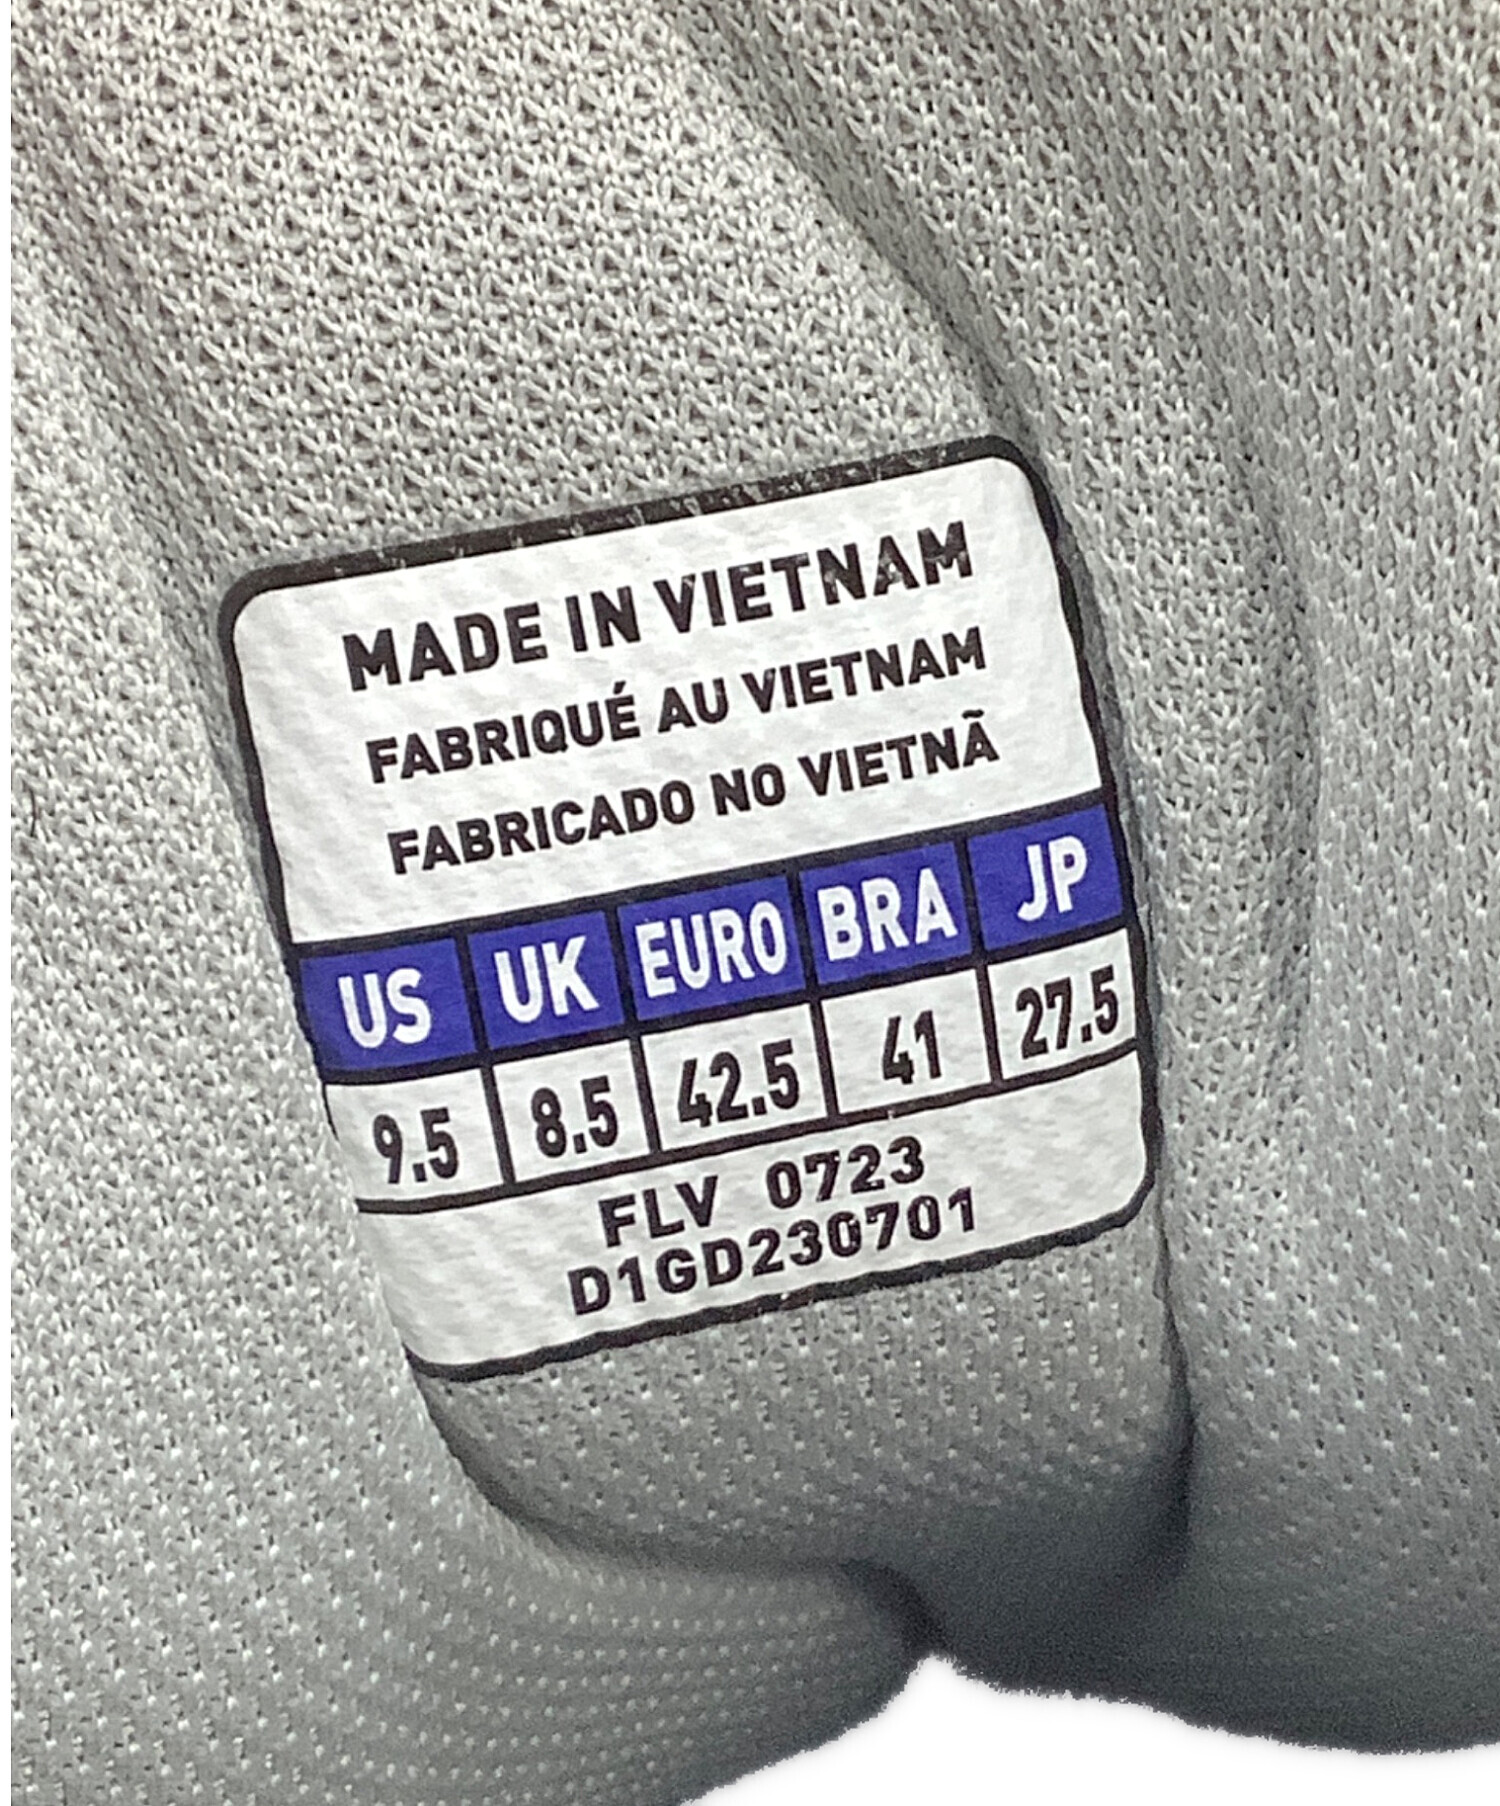 MADE IN VIETNAM
FABRIQUÉ AU VIETNAM
FABRICADO NO VIETNÃ
US UK EURO BRA JP
9.5 8.5 42.5 41 27.5
FLV 0723
D1GD230701